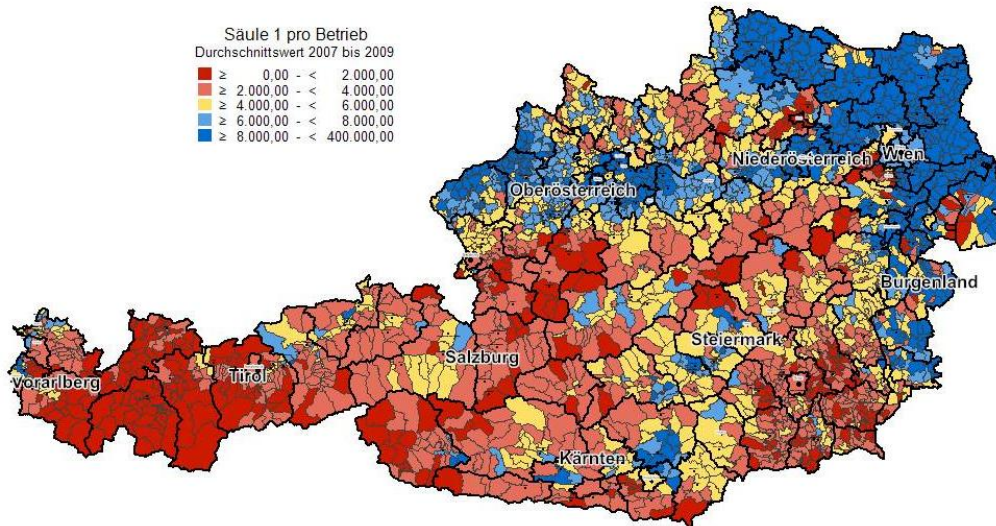 Säule 1 pro Betrieb
Durchschnittswert 2007 bis 2009
≥ 0,00 - < 2.000,00
≥ 2.000,00 - < 4.000,00
≥ 4.000,00 - < 6.000,00
≥ 6.000,00 - < 8.000,00
≥ 8.000,00 - < 400.000,00
Niederösterreich
Wien
Oberösterreich
Burgenland
Steiermark
Salzburg
Tirol
Vorarlberg
Kärnten